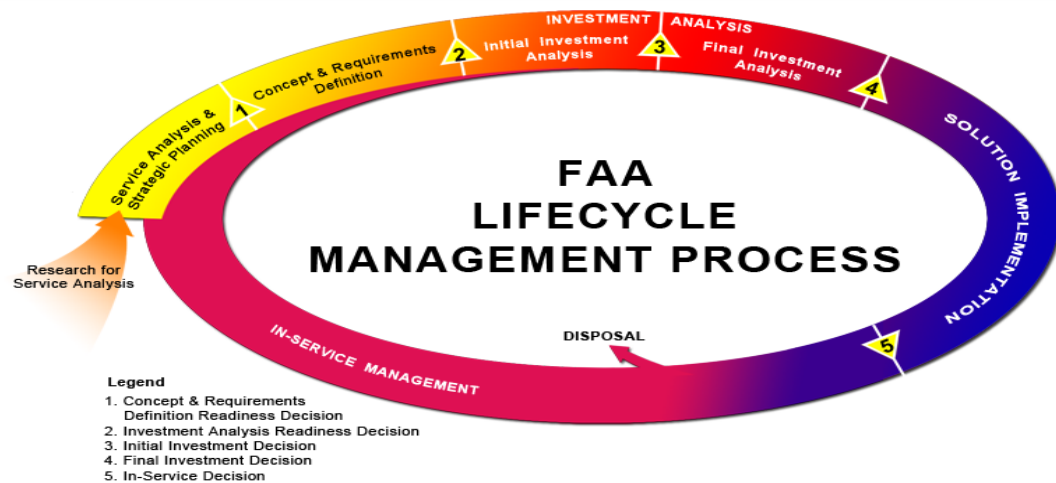 INVESTMENT ANALYSIS
Concept & Requirements
Definition
2
Initial Investment
Analysis
3
Final Investment
Analysis
4
1
Service Analysis &
Strategic Planning
SOLUTION IMPLEMENTATION
FAA
LIFECYCLE
MANAGEMENT PROCESS
Research for
Service Analysis
IN-SERVICE MANAGEMENT
DISPOSAL
5
Legend
1. Concept & Requirements
Definition Readiness Decision
2. Investment Analysis Readiness Decision
3. Initial Investment Decision
4. Final Investment Decision
5. In-Service Decision